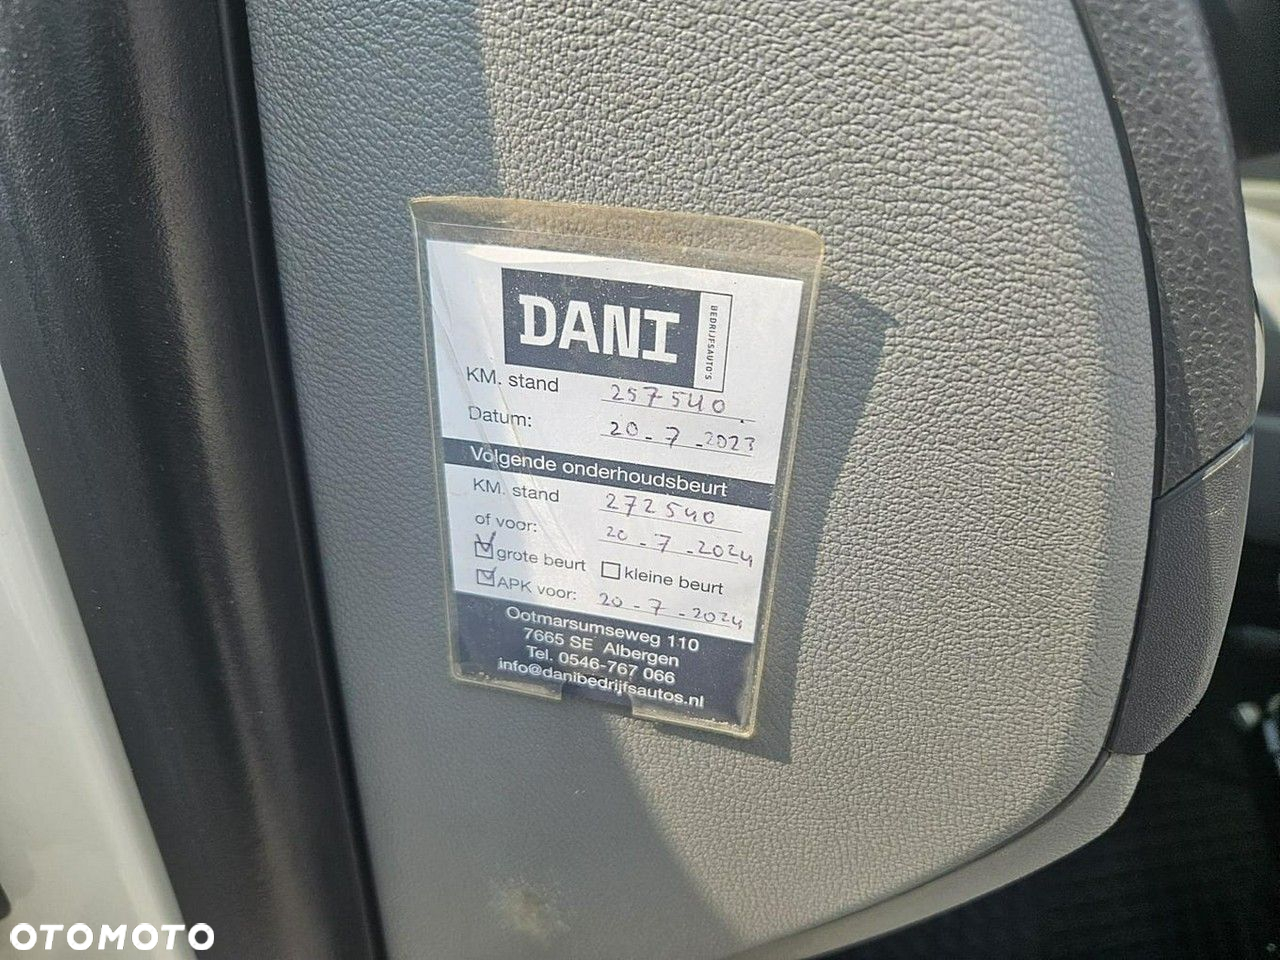 DANI
BEDRIJFSAUTO'S
KM. stand 257540
Datum: 20-7-2023
Volgende onderhoudsbeurt
KM. stand 272540
of voor: 20-7-2024
grote beurt kleine beurt
APK voor: 20-7-2024
Ootmarsumseweg 110
7665 SE Albergen
Tel. 0546-767 066
info@danibedrijfsautos.nl
OTOMOTO